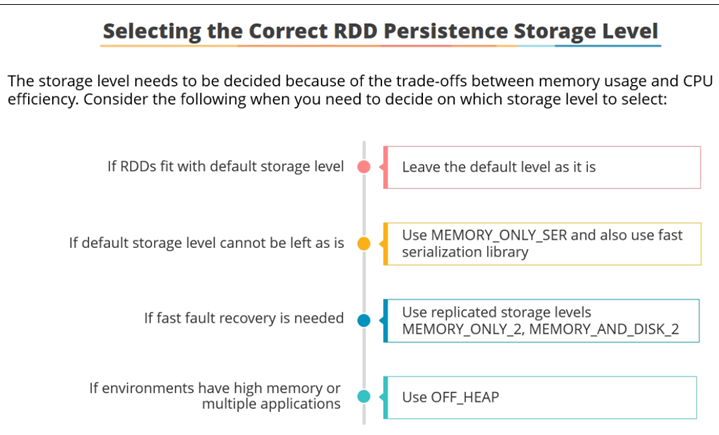 Selecting the Correct RDD Persistence Storage Level
The storage level needs to be decided because of the trade-offs between memory usage and CPU
efficiency. Consider the following when you need to decide on which storage level to select:
If RDDs fit with default storage level
Leave the default level as it is
If default storage level cannot be left as is
Use MEMORY_ONLY_SER and also use fast
serialization library
If fast fault recovery is needed
Use replicated storage levels
MEMORY_ONLY_2, MEMORY_AND_DISK_2
If environments have high memory or
multiple applications
Use OFF_HEAP